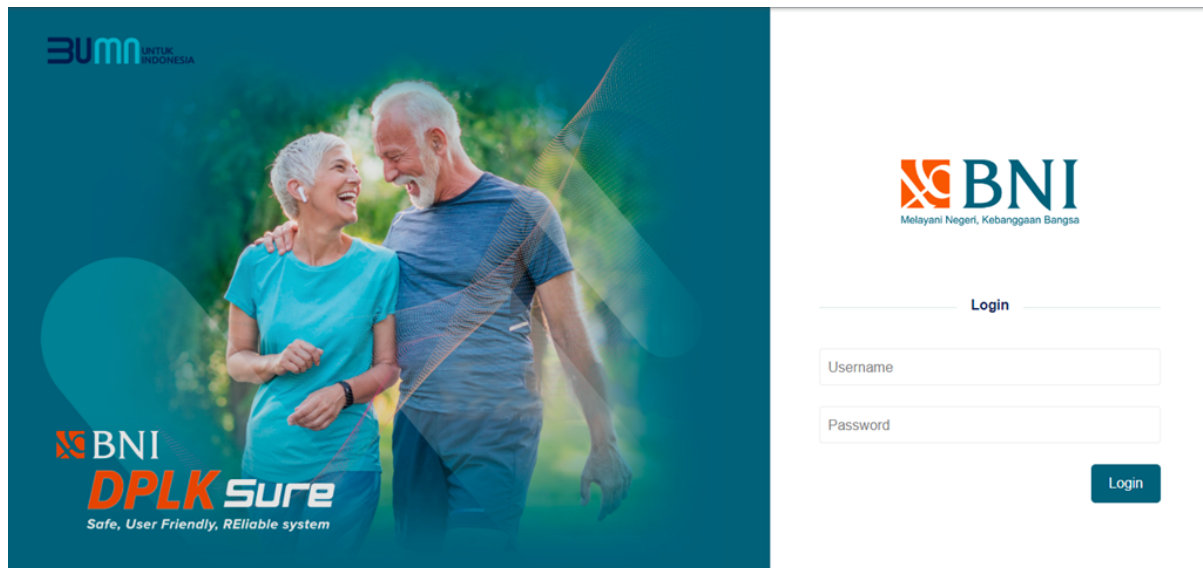 BUMN UNTUK
INDONESIA
BNI
DPLK Sure
Safe, User Friendly, REliable system
BNI
Melayani Negeri, Kebanggaan Bangsa
Login
Username
Password
Login